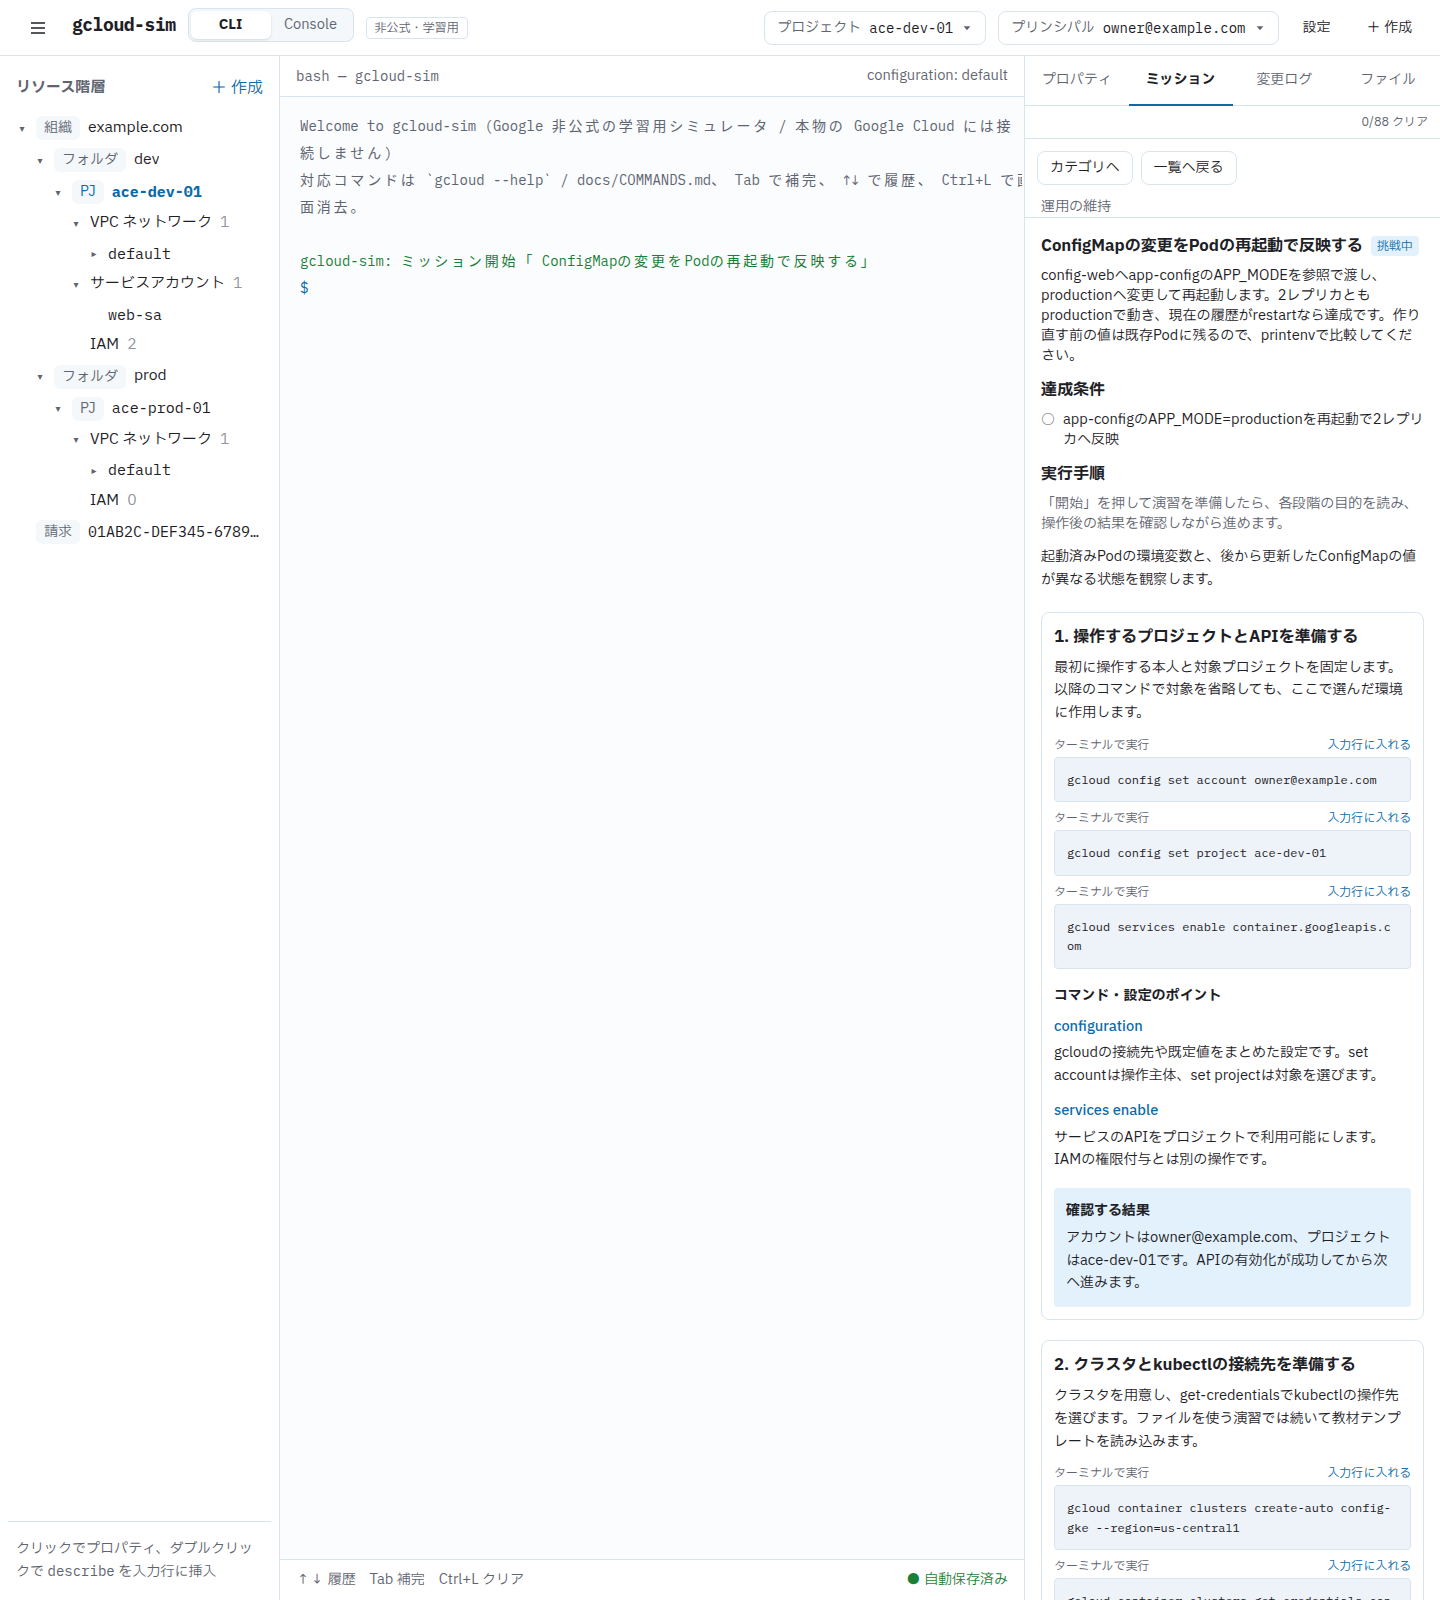 gcloud-sim
CLI
Console
非公式・学習用
プロジェクト ace-dev-01
プリンシパル owner@example.com
設定
＋ 作成
リソース階層
＋ 作成
組織 example.com
フォルダ dev
PJ ace-dev-01
VPC ネットワーク 1
default
サービスアカウント 1
web-sa
IAM 2
フォルダ prod
PJ ace-prod-01
VPC ネットワーク 1
default
IAM 0
請求 01AB2C-DEF345-6789…
クリックでプロパティ、ダブルクリッ
クで describe を入力行に挿入
bash — gcloud-sim
configuration: default
Welcome to gcloud-sim (Google 非公式の学習用シミュレータ / 本物の Google Cloud には接
続しません)
対応コマンドは `gcloud --help` / docs/COMMANDS.md、 Tab で補完、 ↑↓ で履歴、 Ctrl+L で画
面消去。
gcloud-sim: ミッション開始「 ConfigMapの変更をPodの再起動で反映する」
$
↑↓ 履歴 Tab 補完 Ctrl+L クリア
● 自動保存済み
プロパティ
ミッション
変更ログ
ファイル
0/88 クリア
カテゴリへ
一覧へ戻る
運用の維持
ConfigMapの変更をPodの再起動で反映する 挑戦中
config-webへapp-configのAPP_MODEを参照で渡し、
productionへ変更して再起動します。2レプリカとも
productionで動き、現在の履歴がrestartなら達成です。作り
直す前の値は既存Podに残るので、printenvで比較してくだ
さい。
達成条件
○ app-configのAPP_MODE=productionを再起動で2レプリ
カへ反映
実行手順
「開始」を押して演習を準備したら、各段階の目的を読み、
操作後の結果を確認しながら進めます。
起動済みPodの環境変数と、後から更新したConfigMapの値
が異なる状態を観察します。
1. 操作するプロジェクトとAPIを準備する
最初に操作する本人と対象プロジェクトを固定します。
以降のコマンドで対象を省略しても、ここで選んだ環境
に作用します。
ターミナルで実行 入力行に入れる
gcloud config set account owner@example.com
ターミナルで実行 入力行に入れる
gcloud config set project ace-dev-01
ターミナルで実行 入力行に入れる
gcloud services enable container.googleapis.c
om
コマンド・設定のポイント
configuration
gcloudの接続先や既定値をまとめた設定です。set
accountは操作主体、set projectは対象を選びます。
services enable
サービスのAPIをプロジェクトで利用可能にします。
IAMの権限付与とは別の操作です。
確認する結果
アカウントはowner@example.com、プロジェクト
はace-dev-01です。APIの有効化が成功してから次
へ進みます。
2. クラスタとkubectlの接続先を準備する
クラスタを用意し、get-credentialsでkubectlの操作先
を選びます。ファイルを使う演習では続いて教材テンプ
レートを読み込みます。
ターミナルで実行 入力行に入れる
gcloud container clusters create-auto config-
gke --region=us-central1
ターミナルで実行 入力行に入れる
gcloud container clusters get-credentials con